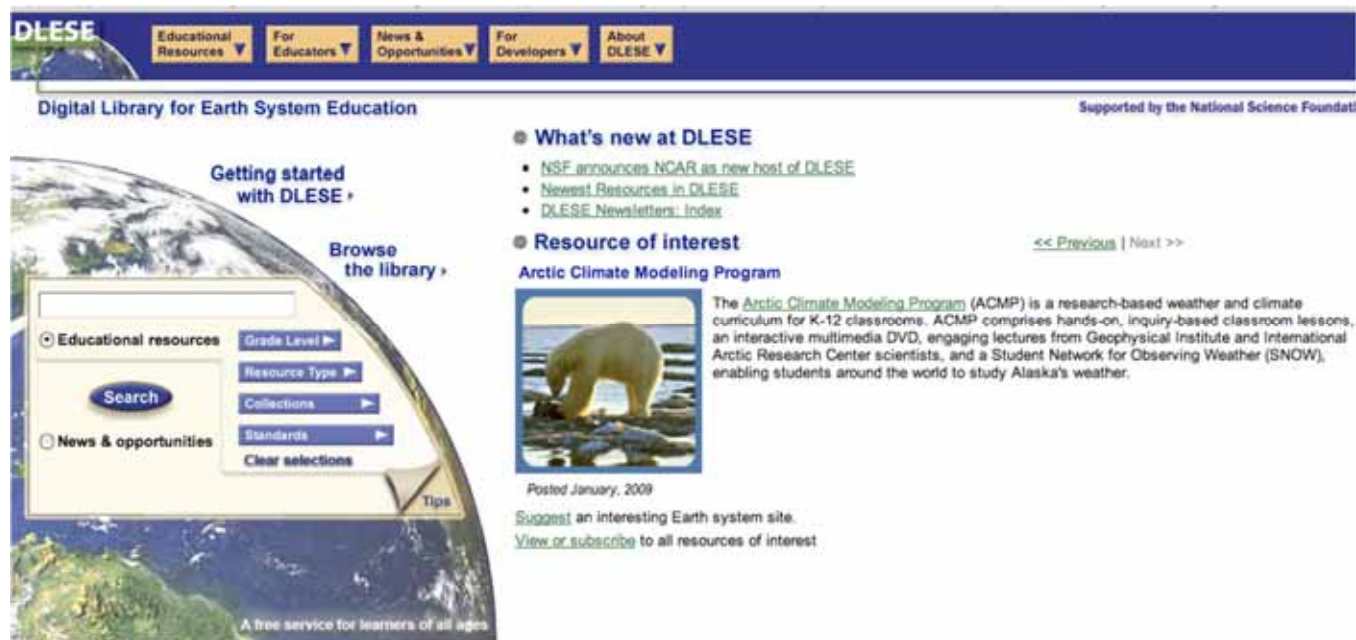 DLESE
Educational
Resources
For
Educators
News &
Opportunities
For
Developers
About
DLESE
Digital Library for Earth System Education
Supported by the National Science Foundati
Getting started
with DLESE
Browse
the library
Educational resources
Search
News & opportunities
Grade Level
Resource Type
Collections
Standards
Clear selections
Tips
A free service for learners of all ages
What's new at DLESE
• NSF announces NCAR as new host of DLESE
• Newest Resources in DLESE
• DLESE Newsletters: Index
Resource of interest
<< Previous | Next >>
Arctic Climate Modeling Program
The Arctic Climate Modeling Program (ACMP) is a research-based weather and climate
curriculum for K-12 classrooms. ACMP comprises hands-on, inquiry-based classroom lessons,
an interactive multimedia DVD, engaging lectures from Geophysical Institute and International
Arctic Research Center scientists, and a Student Network for Observing Weather (SNOW),
enabling students around the world to study Alaska's weather.
Posted January, 2009
Suggest an interesting Earth system site.
View or subscribe to all resources of interest